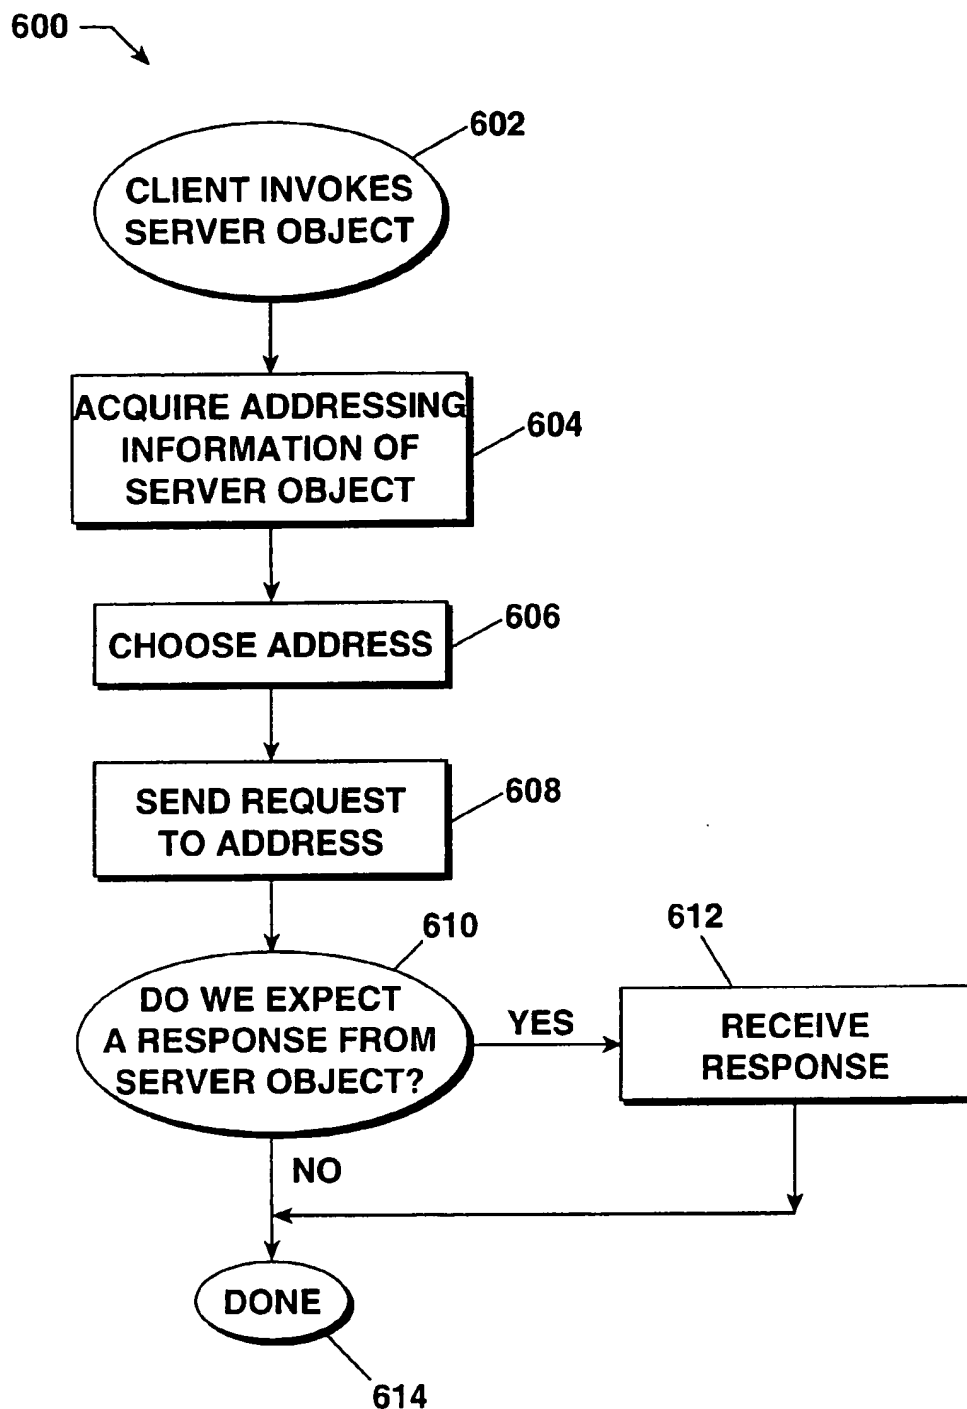 600
602
CLIENT INVOKES
SERVER OBJECT
ACQUIRE ADDRESSING
INFORMATION OF
SERVER OBJECT
604
CHOOSE ADDRESS
606
SEND REQUEST
TO ADDRESS
608
610
DO WE EXPECT
A RESPONSE FROM
SERVER OBJECT?
YES
612
RECEIVE
RESPONSE
NO
DONE
614